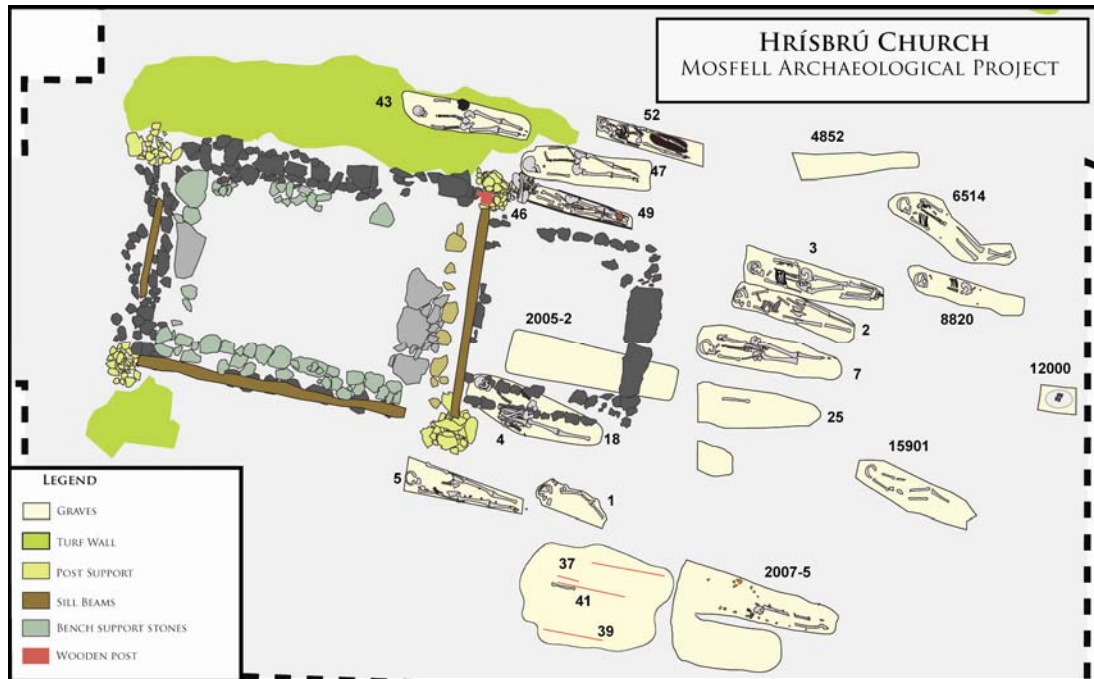 HRÍSBRÚ CHURCH
MOSFELL ARCHAEOLOGICAL PROJECT
43
52
4852
47
6514
46
49
3
2005-2
2
8820
7
12000
25
4
18
15901
5
1
37
2007-5
41
39
LEGEND
GRAVES
TURF WALL
POST SUPPORT
SILL BEAMS
BENCH SUPPORT STONES
WOODEN POST